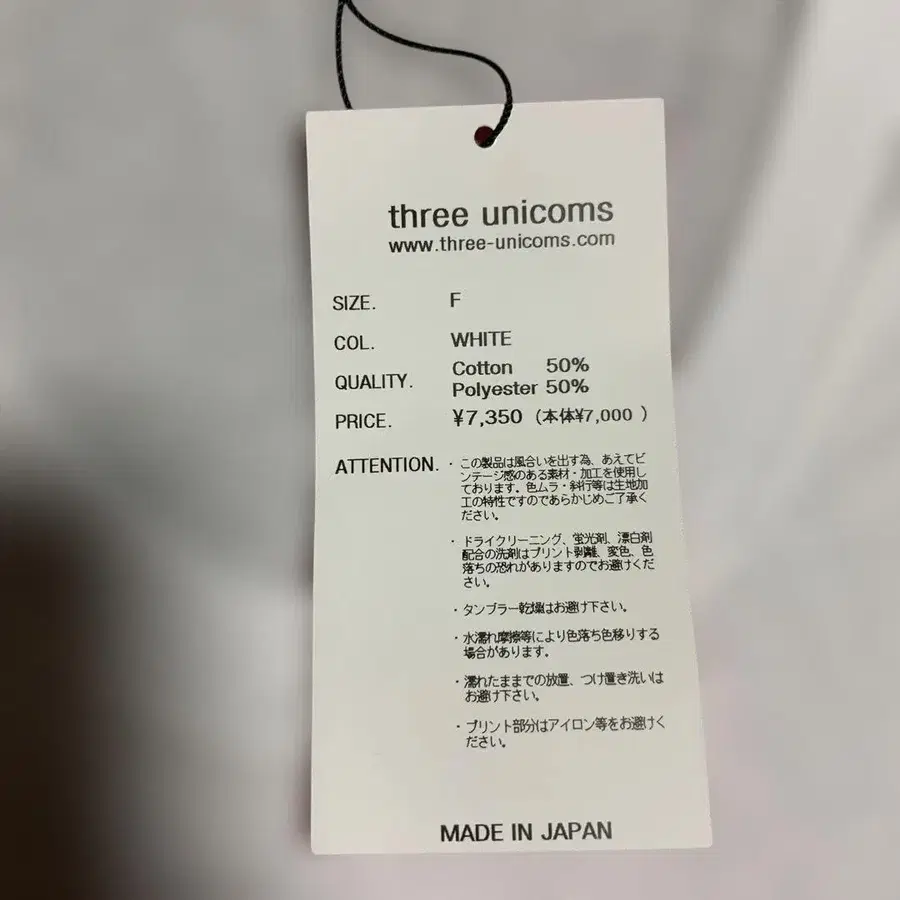 three unicoms
www.three-unicoms.com
SIZE. F
COL. WHITE
QUALITY. Cotton 50%
Polyester 50%
PRICE. ¥7,350 (本体¥7,000 )
ATTENTION. ・この製品は風合いを出す為、あえてビ
ンテージ感のある素材・加工を使用し
ております。色ムラ・斜行等は生地加
工の特性ですのであらかじめご了承く
ださい。
・ドライクリーニング、蛍光剤、漂白剤
配合の洗剤はプリント剥離、変色、色
落ちの恐れがありますのでお避けくだ
さい。
・タンブラー乾燥はお避け下さい。
・水濡れ摩擦等により色落ち色移りする
場合があります。
・濡れたままでの放置、つけ置き洗いは
お避け下さい。
・プリント部分はアイロン等をお避けく
ださい。
MADE IN JAPAN